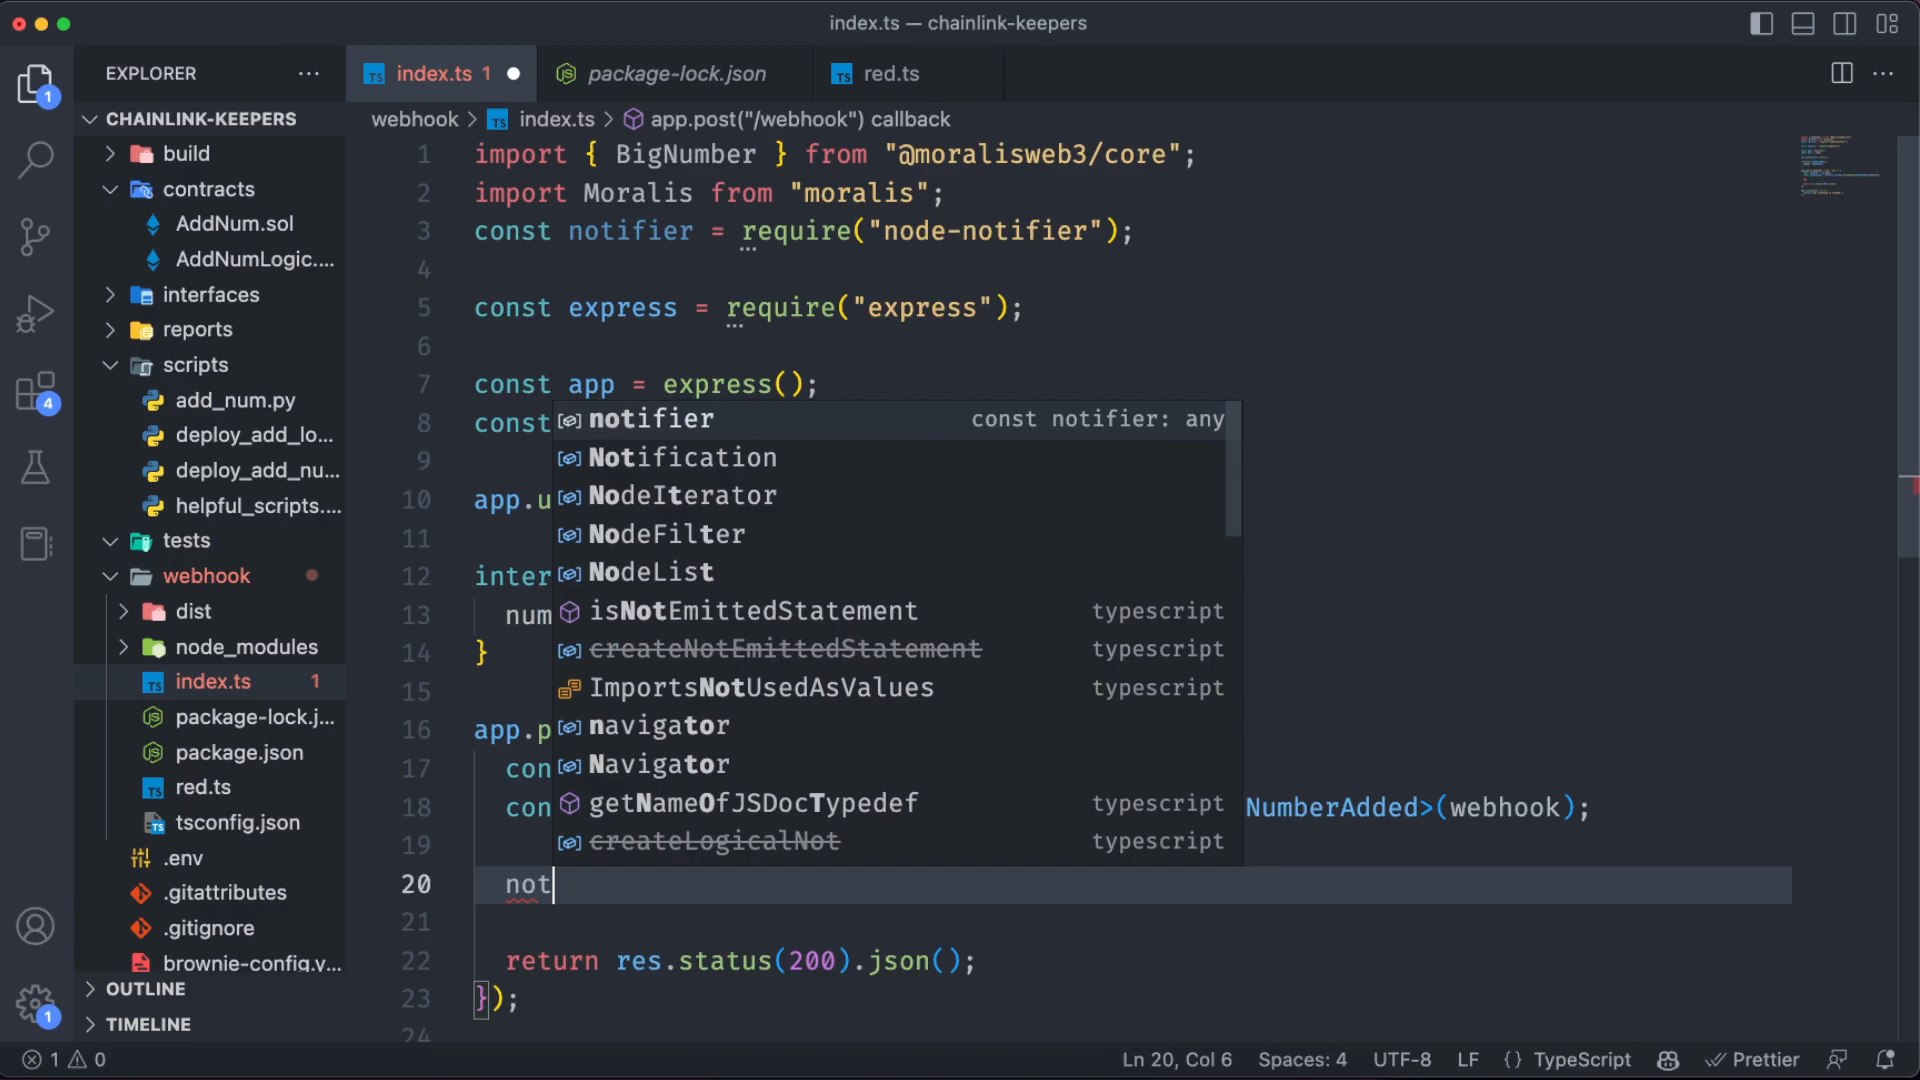 index.ts — chainlink-keepers
EXPLORER
index.ts 1
package-lock.json
red.ts
1
CHAINLINK-KEEPERS
build
contracts
AddNum.sol
AddNumLogic....
interfaces
reports
scripts
add_num.py
deploy_add_lo...
deploy_add_nu...
helpful_scripts....
tests
webhook
dist
node_modules
index.ts 1
package-lock.j...
package.json
red.ts
tsconfig.json
.env
.gitattributes
.gitignore
brownie-config.y...
OUTLINE
TIMELINE
4
1
webhook > index.ts > app.post("/webhook") callback
1 import { BigNumber } from "@moralisweb3/core";
2 import Moralis from "moralis";
3 const notifier = require("node-notifier");
4
5 const express = require("express");
6
7 const app = express();
8 const
9
10 app.u
11
12 inter
13 num
14 }
15
16 app.p
17 con
18 con NumberAdded>(webhook);
19
20 not
21
22 return res.status(200).json();
23 });
24
notifier const notifier: any
Notification
NodeIterator
NodeFilter
NodeList
isNotEmittedStatement typescript
createNotEmittedStatement typescript
ImportsNotUsedAsValues typescript
navigator
Navigator
getNameOfJSDocTypedef typescript
createLogicalNot typescript
1 0
Ln 20, Col 6 Spaces: 4 UTF-8 LF {} TypeScript Prettier